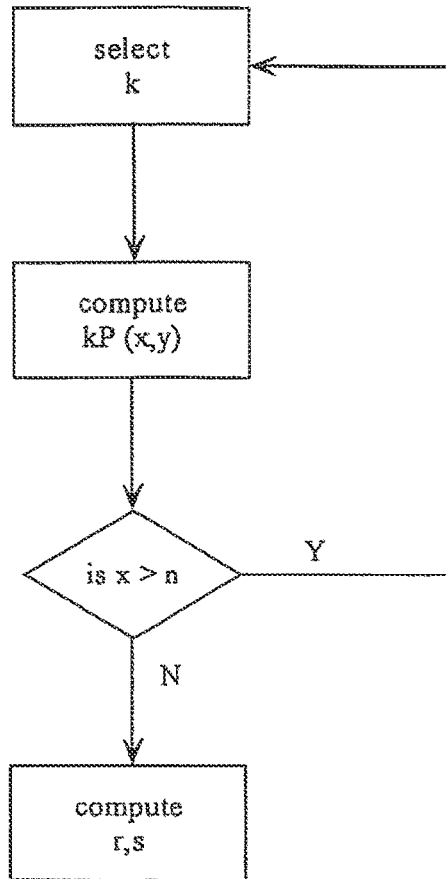 select
k
compute
kP (x,y)
is x > n
Y
N
compute
r,s